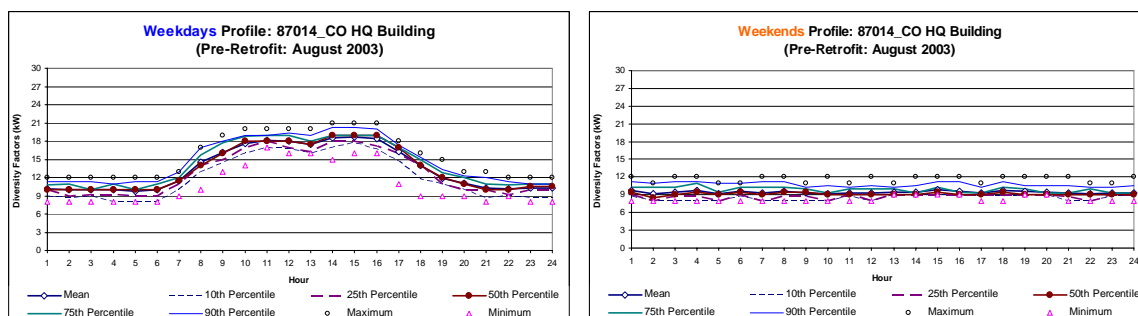 Weekdays Profile: 87014_CO HQ Building
(Pre-Retrofit: August 2003)
Diversity Factors (kW)
30
27
24
21
18
15
12
9
6
3
0
1 2 3 4 5 6 7 8 9 10 11 12 13 14 15 16 17 18 19 20 21 22 23 24
Hour
Mean 10th Percentile 25th Percentile 50th Percentile
75th Percentile 90th Percentile Maximum Minimum
Weekends Profile: 87014_CO HQ Building
(Pre-Retrofit: August 2003)
Diversity Factors (kW)
30
27
24
21
18
15
12
9
6
3
0
1 2 3 4 5 6 7 8 9 10 11 12 13 14 15 16 17 18 19 20 21 22 23 24
Hour
Mean 10th Percentile 25th Percentile 50th Percentile
75th Percentile 90th Percentile Maximum Minimum